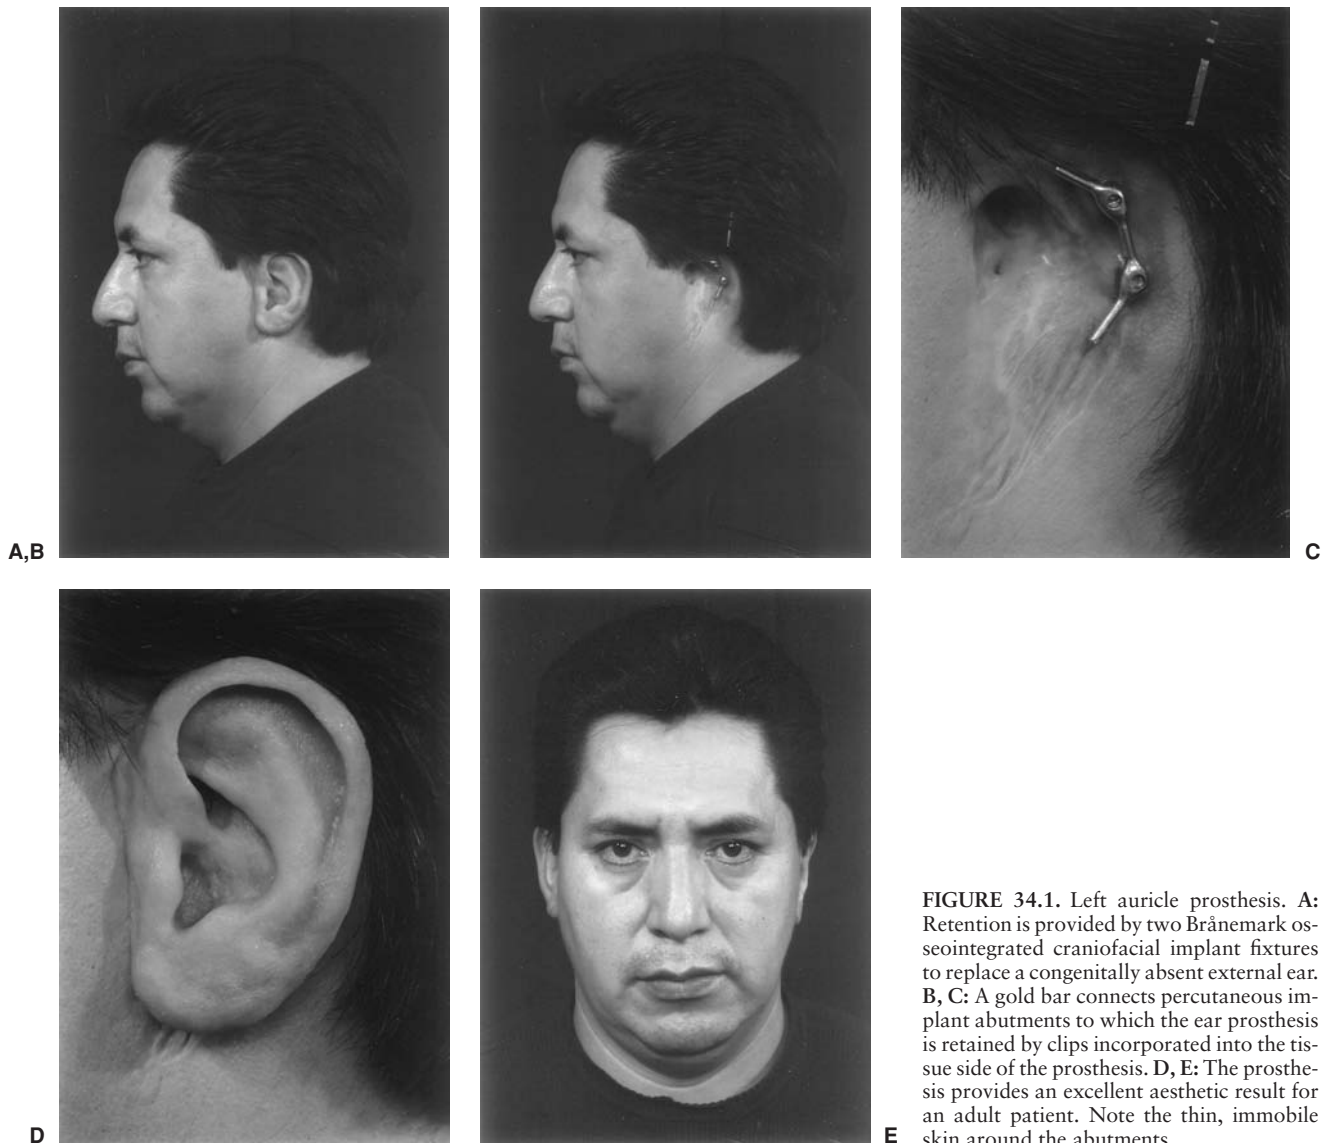 A,B
C
D
E
FIGURE 34.1. Left auricle prosthesis. A:
Retention is provided by two Brånemark os-
seointegrated craniofacial implant fixtures
to replace a congenitally absent external ear.
B, C: A gold bar connects percutaneous im-
plant abutments to which the ear prosthesis
is retained by clips incorporated into the tis-
sue side of the prosthesis. D, E: The prosthe-
sis provides an excellent aesthetic result for
an adult patient. Note the thin, immobile
skin around the abutments.